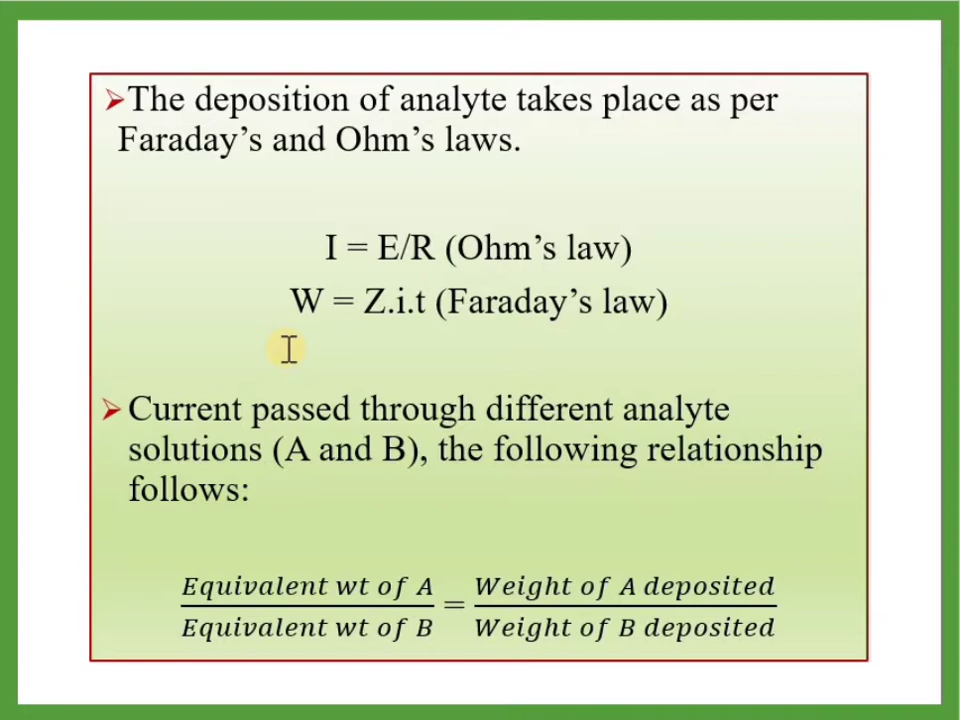 ➢The deposition of analyte takes place as per
Faraday’s and Ohm’s laws.
I = E/R (Ohm’s law)
W = Z.i.t (Faraday’s law)
➢Current passed through different analyte
solutions (A and B), the following relationship
follows:
Equivalent wt of A / Equivalent wt of B = Weight of A deposited / Weight of B deposited